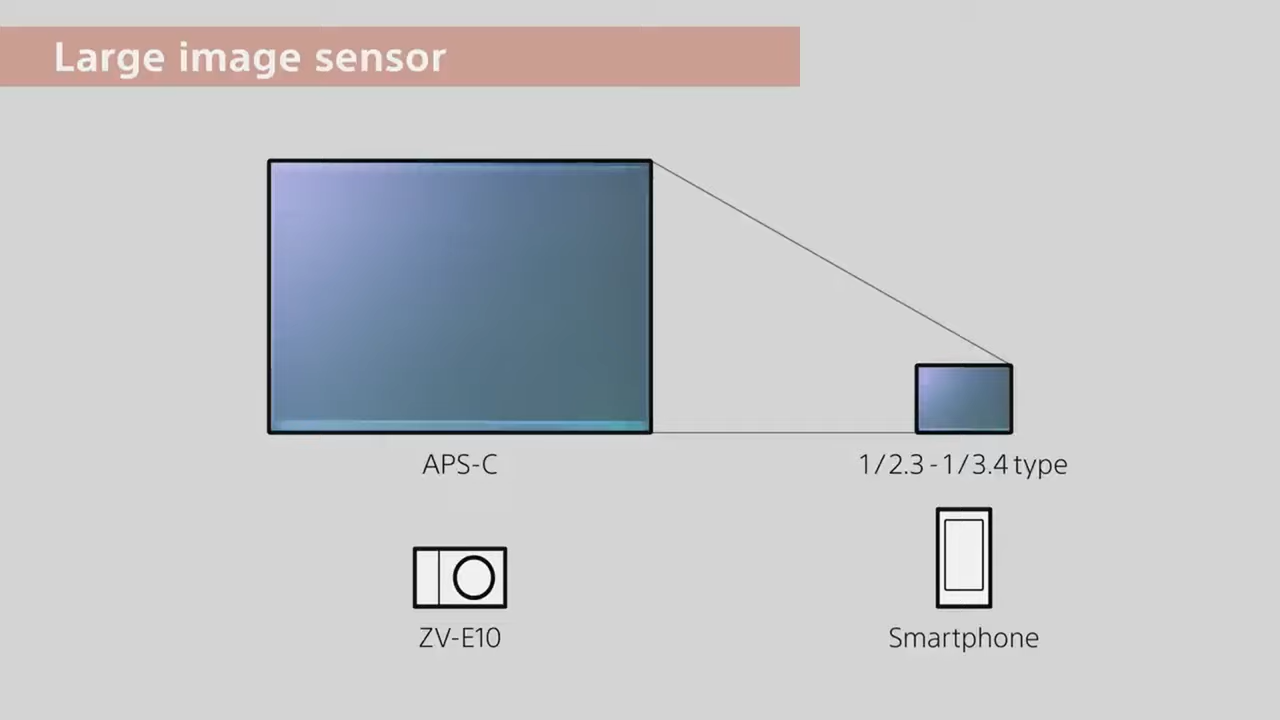 Large image sensor
APS-C
1/2.3 - 1/3.4 type
ZV-E10
Smartphone